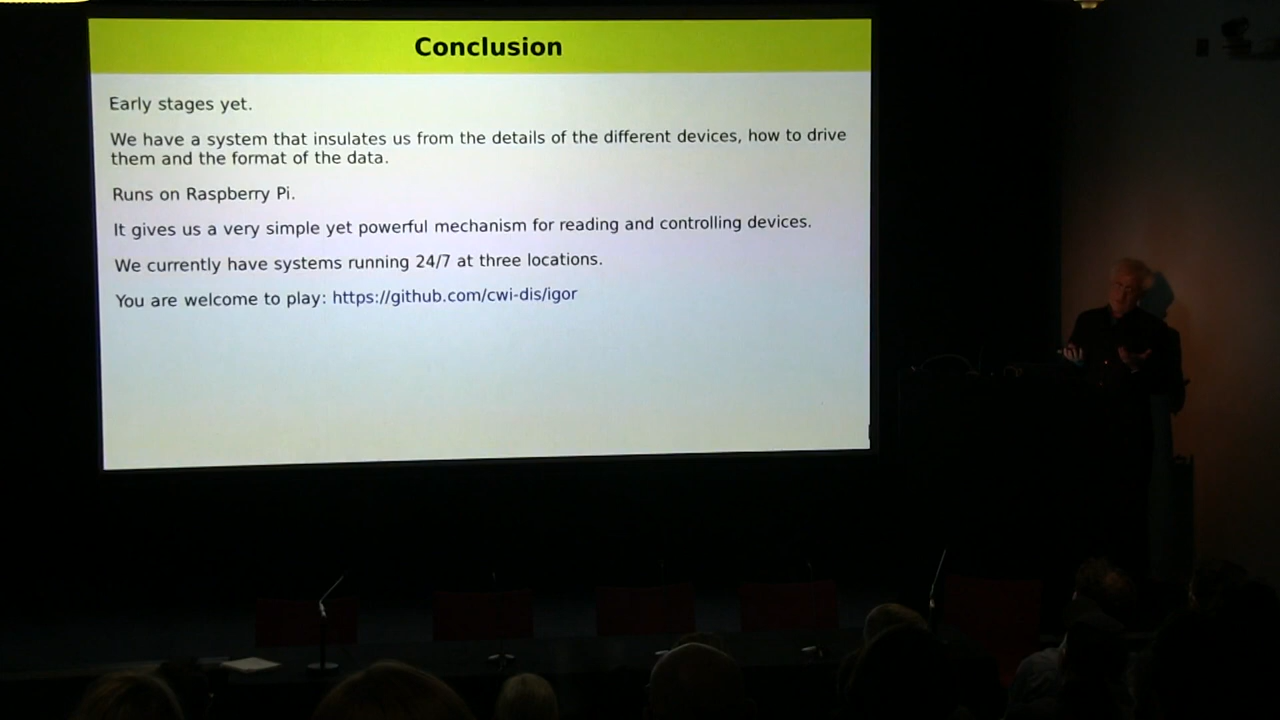 Conclusion
Early stages yet.
We have a system that insulates us from the details of the different devices, how to drive
them and the format of the data.
Runs on Raspberry Pi.
It gives us a very simple yet powerful mechanism for reading and controlling devices.
We currently have systems running 24/7 at three locations.
You are welcome to play: https://github.com/cwi-dis/igor